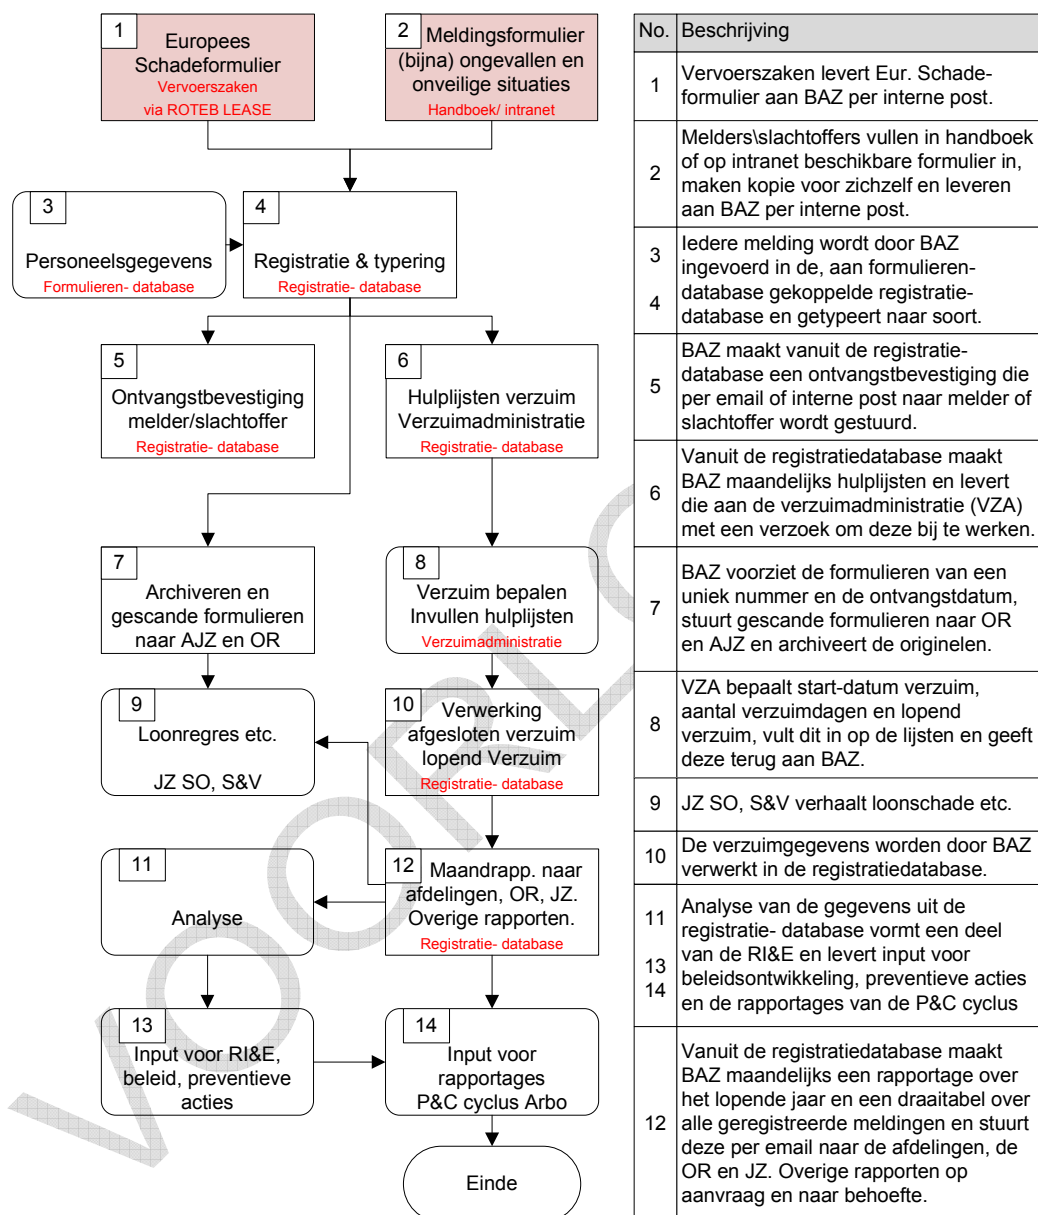 1
Europees
Schadeformulier
Vervoerszaken
via ROTEB LEASE
2
Meldingsformulier
(bijna) ongevallen en
onveilige situaties
Handboek/ intranet
3
Personeelsgegevens
Formulieren- database
4
Registratie & typering
Registratie- database
5
Ontvangstbevestiging
melder/slachtoffer
Registratie- database
6
Hulplijsten verzuim
Verzuimadministratie
Registratie- database
7
Archiveren en
gescande formulieren
naar AJZ en OR
8
Verzuim bepalen
Invullen hulplijsten
Verzuimadministratie
9
Loonregres etc.
JZ SO, S&V
10
Verwerking
afgesloten verzuim
lopend Verzuim
Registratie- database
11
Analyse
12
Maandrapp. naar
afdelingen, OR, JZ.
Overige rapporten.
Registratie- database
13
Input voor RI&E,
beleid, preventieve
acties
14
Input voor
rapportages
P&C cyclus Arbo
Einde
VOORLO
No. Beschrijving
1
Vervoerszaken levert Eur. Schade-
formulier aan BAZ per interne post.
2
Melders\slachtoffers vullen in handboek
of op intranet beschikbare formulier in,
maken kopie voor zichzelf en leveren
aan BAZ per interne post.
3
4
Iedere melding wordt door BAZ
ingevoerd in de, aan formulieren-
database gekoppelde registratie-
database en getypeert naar soort.
5
BAZ maakt vanuit de registratie-
database een ontvangstbevestiging die
per email of interne post naar melder of
slachtoffer wordt gestuurd.
6
Vanuit de registratiedatabase maakt
BAZ maandelijks hulplijsten en levert
die aan de verzuimadministratie (VZA)
met een verzoek om deze bij te werken.
7
BAZ voorziet de formulieren van een
uniek nummer en de ontvangstdatum,
stuurt gescande formulieren naar OR
en AJZ en archiveert de originelen.
8
VZA bepaalt start-datum verzuim,
aantal verzuimdagen en lopend
verzuim, vult dit in op de lijsten en geeft
deze terug aan BAZ.
9
JZ SO, S&V verhaalt loonschade etc.
10
De verzuimgegevens worden door BAZ
verwerkt in de registratiedatabase.
11
13
14
Analyse van de gegevens uit de
registratie- database vormt een deel
van de RI&E en levert input voor
beleidsontwikkeling, preventieve acties
en de rapportages van de P&C cyclus
12
Vanuit de registratiedatabase maakt
BAZ maandelijks een rapportage over
het lopende jaar en een draaitabel over
alle geregistreerde meldingen en stuurt
deze per email naar de afdelingen, de
OR en JZ. Overige rapporten op
aanvraag en naar behoefte.